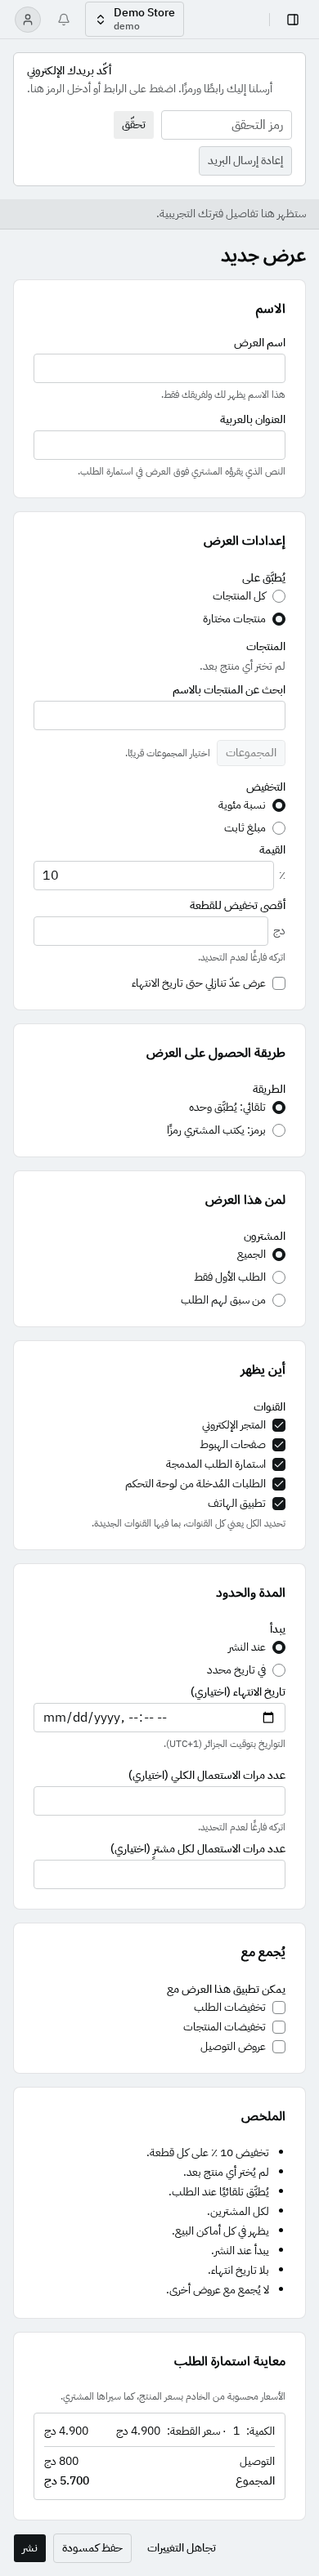 Demo Store
demo
أكّد بريدك الإلكتروني
أرسلنا إليك رابطًا ورمزًا. اضغط على الرابط أو أدخل الرمز هنا.
رمز التحقق
تحقّق
إعادة إرسال البريد
ستظهر هنا تفاصيل فترتك التجريبية.
عرض جديد
الاسم
اسم العرض
هذا الاسم يظهر لك ولفريقك فقط.
العنوان بالعربية
النص الذي يقرؤه المشتري فوق العرض في استمارة الطلب.
إعدادات العرض
يُطبَّق على
كل المنتجات
منتجات مختارة
المنتجات
لم تختر أي منتج بعد.
ابحث عن المنتجات بالاسم
المجموعات
اختيار المجموعات قريبًا.
التخفيض
نسبة مئوية
مبلغ ثابت
القيمة
٪ 10
أقصى تخفيض للقطعة
دج
اتركه فارغًا لعدم التحديد.
عرض عدّ تنازلي حتى تاريخ الانتهاء
طريقة الحصول على العرض
الطريقة
تلقائي: يُطبَّق وحده
برمز: يكتب المشتري رمزًا
لمن هذا العرض
المشترون
الجميع
الطلب الأول فقط
من سبق لهم الطلب
أين يظهر
القنوات
المتجر الإلكتروني
صفحات الهبوط
استمارة الطلب المدمجة
الطلبات المُدخلة من لوحة التحكم
تطبيق الهاتف
تحديد الكل يعني كل القنوات، بما فيها القنوات الجديدة.
المدة والحدود
يبدأ
عند النشر
في تاريخ محدد
تاريخ الانتهاء (اختياري)
mm/dd/yyyy, --:-- --
التواريخ بتوقيت الجزائر (UTC+1).
عدد مرات الاستعمال الكلي (اختياري)
اتركه فارغًا لعدم التحديد.
عدد مرات الاستعمال لكل مشترٍ (اختياري)
يُجمع مع
يمكن تطبيق هذا العرض مع
تخفيضات الطلب
تخفيضات المنتجات
عروض التوصيل
الملخص
تخفيض 10 ٪ على كل قطعة.
لم يُختر أي منتج بعد.
يُطبَّق تلقائيًا عند الطلب.
لكل المشترين.
يظهر في كل أماكن البيع.
يبدأ عند النشر.
بلا تاريخ انتهاء.
لا يُجمع مع عروض أخرى.
معاينة استمارة الطلب
الأسعار محسوبة من الخادم بسعر المنتج، كما سيراها المشتري.
الكمية: 1 · سعر القطعة: 4.900 دج 4.900 دج
التوصيل 800 دج
المجموع 5.700 دج
تجاهل التغييرات
حفظ كمسودة
نشر